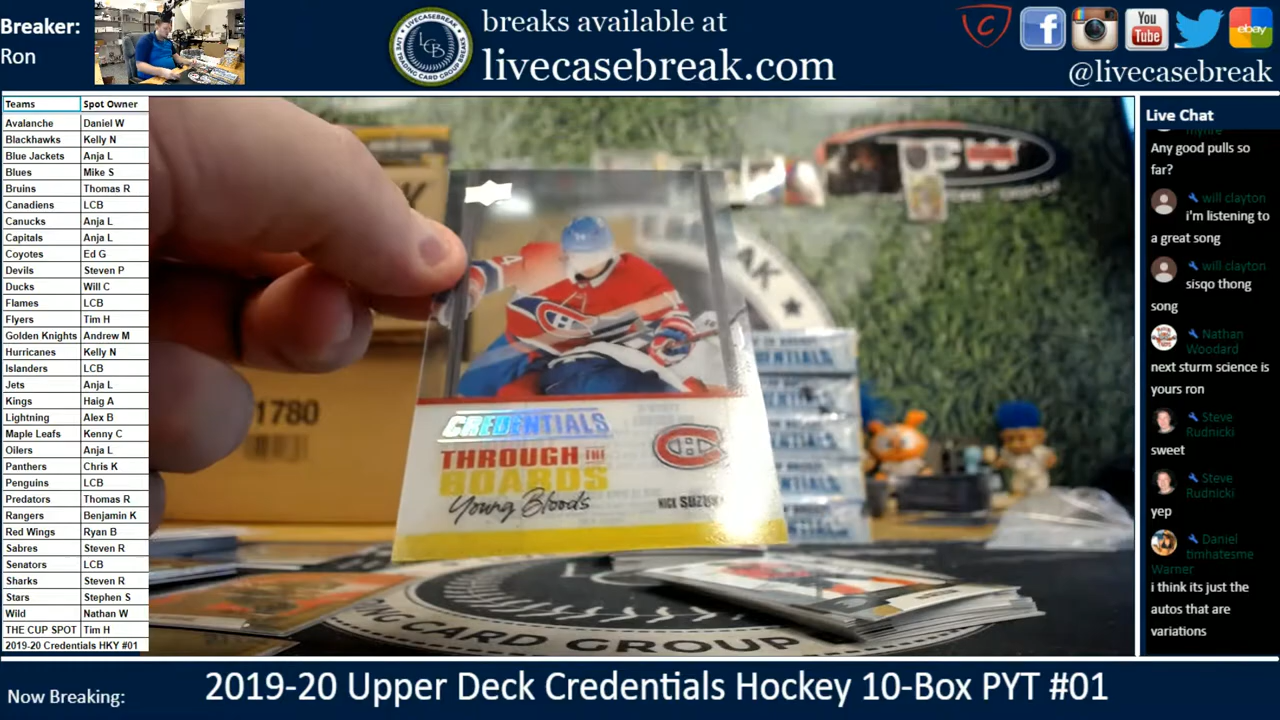 Breaker:
Ron
LCB
breaks available at
livecasebreak.com
You
Tube
ebay
@livecasebreak
Teams Spot Owner
Avalanche Daniel W
Blackhawks Kelly N
Blue Jackets Anja L
Blues Mike S
Bruins Thomas R
Canadiens LCB
Canucks Anja L
Capitals Anja L
Coyotes Ed G
Devils Steven P
Ducks Will C
Flames LCB
Flyers Tim H
Golden Knights Andrew M
Hurricanes Kelly N
Islanders LCB
Jets Anja L
Kings Haig A
Lightning Alex B
Maple Leafs Kenny C
Oilers Anja L
Panthers Chris K
Penguins LCB
Predators Thomas R
Rangers Benjamin K
Red Wings Ryan B
Sabres Steven R
Senators LCB
Sharks Steven R
Stars Stephen S
Wild Nathan W
THE CUP SPOT Tim H
2019-20 Credentials HKY #01
1780
CREDENTIALS
THROUGH THE
BOARDS
Young Bloods
NICK
CARD GROUP
Live Chat
Any good pulls so
far?
will clayton
i'm listening to
a great song
will clayton
sisqo thong
song
Nathan
Woodard
next sturm science is
yours ron
Steve
Rudnicki
sweet
Steve
Rudnicki
yep
Daniel
timhatesme
Warner
i think its just the
autos that are
variations
Now Breaking:
2019-20 Upper Deck Credentials Hockey 10-Box PYT #01